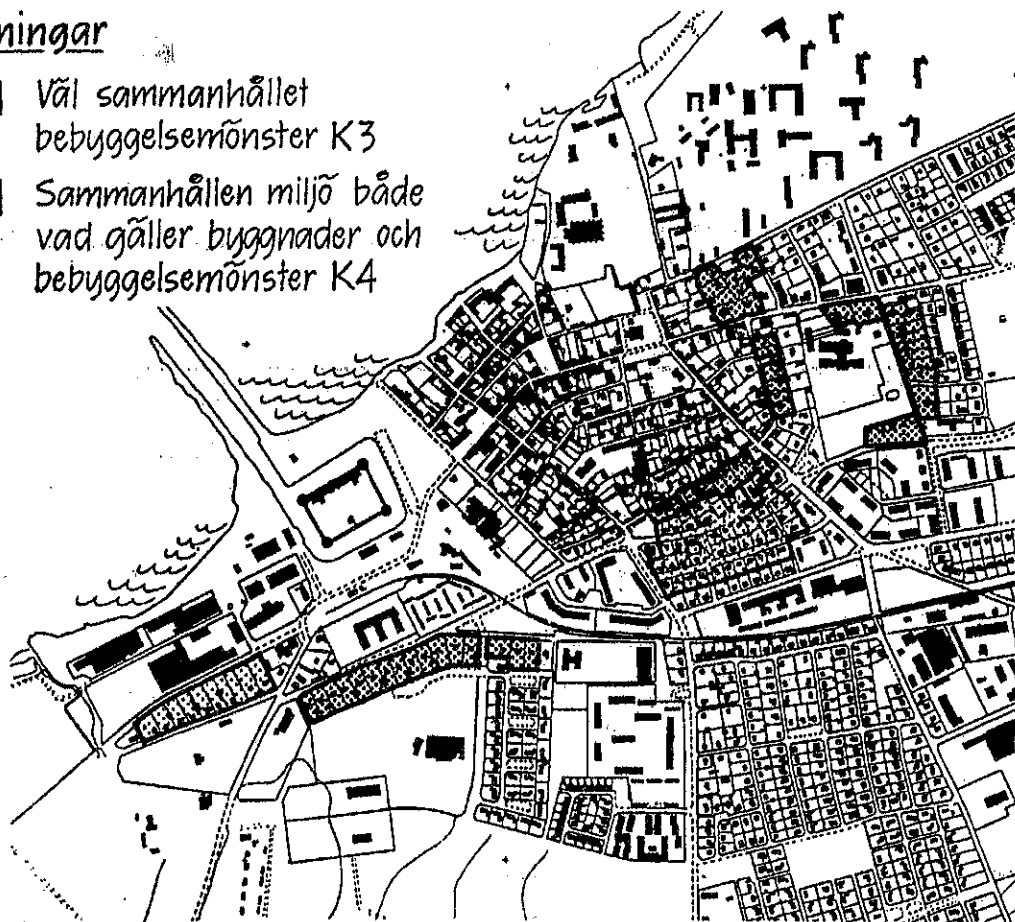 ningar
Väl sammanhållet
bebyggelsemönster K3
Sammanhållen miljö både
vad gäller byggnader och
bebyggelsemönster K4